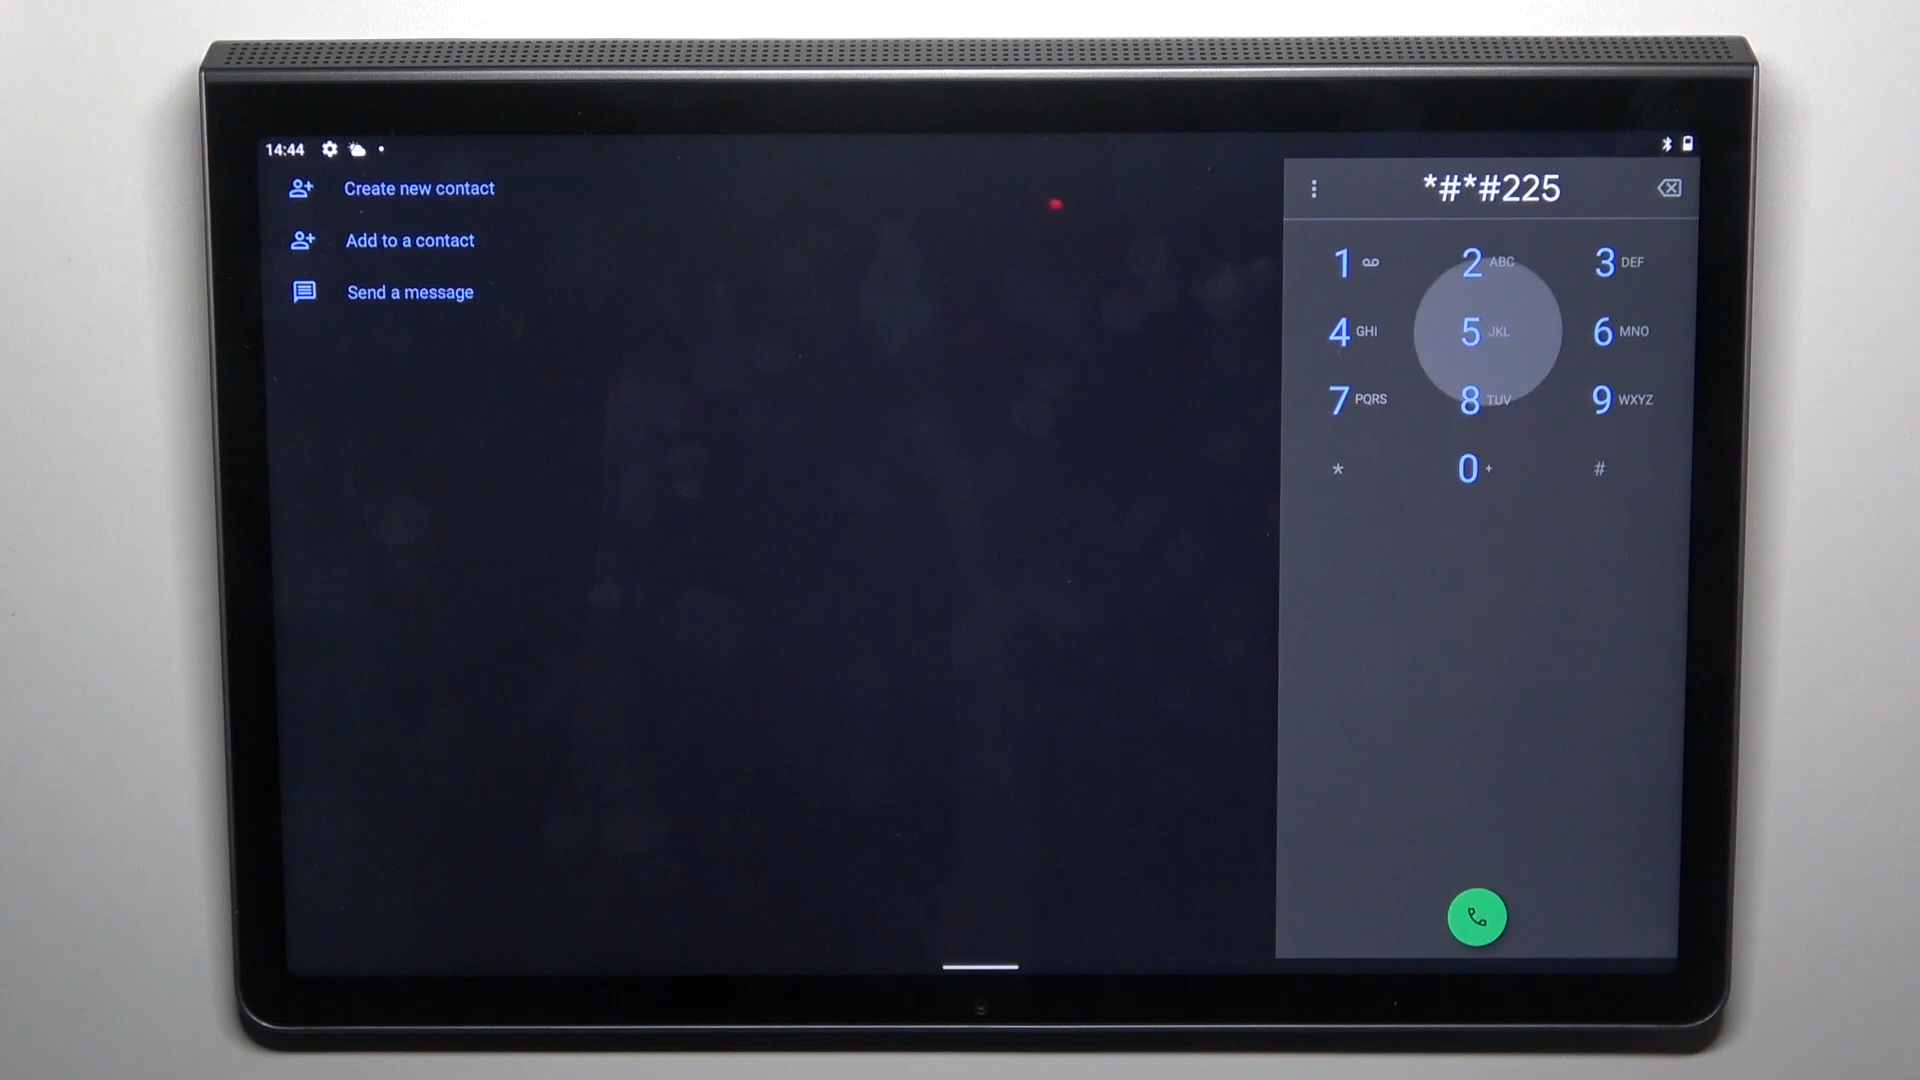 14:44
Create new contact
Add to a contact
Send a message
*#*#225
1
2 ABC
3 DEF
4 GHI
5 JKL
6 MNO
7 PQRS
8 TUV
9 WXYZ
*
0 +
#